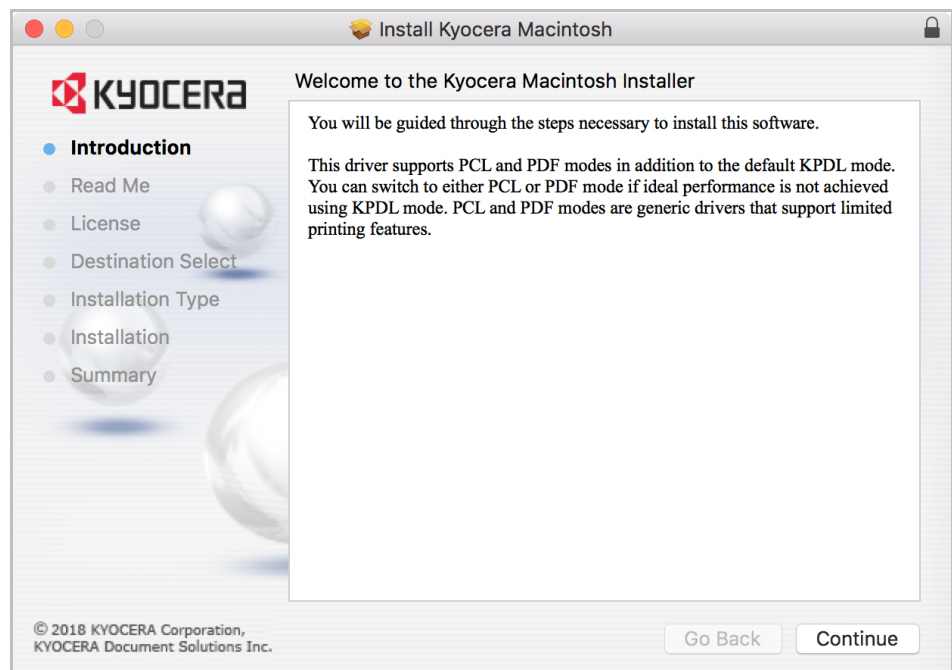 Install Kyocera Macintosh
KYOCERA
Welcome to the Kyocera Macintosh Installer
Introduction
Read Me
License
Destination Select
Installation Type
Installation
Summary
You will be guided through the steps necessary to install this software.
This driver supports PCL and PDF modes in addition to the default KPDL mode.
You can switch to either PCL or PDF mode if ideal performance is not achieved
using KPDL mode. PCL and PDF modes are generic drivers that support limited
printing features.
© 2018 KYOCERA Corporation,
KYOCERA Document Solutions Inc.
Go Back
Continue